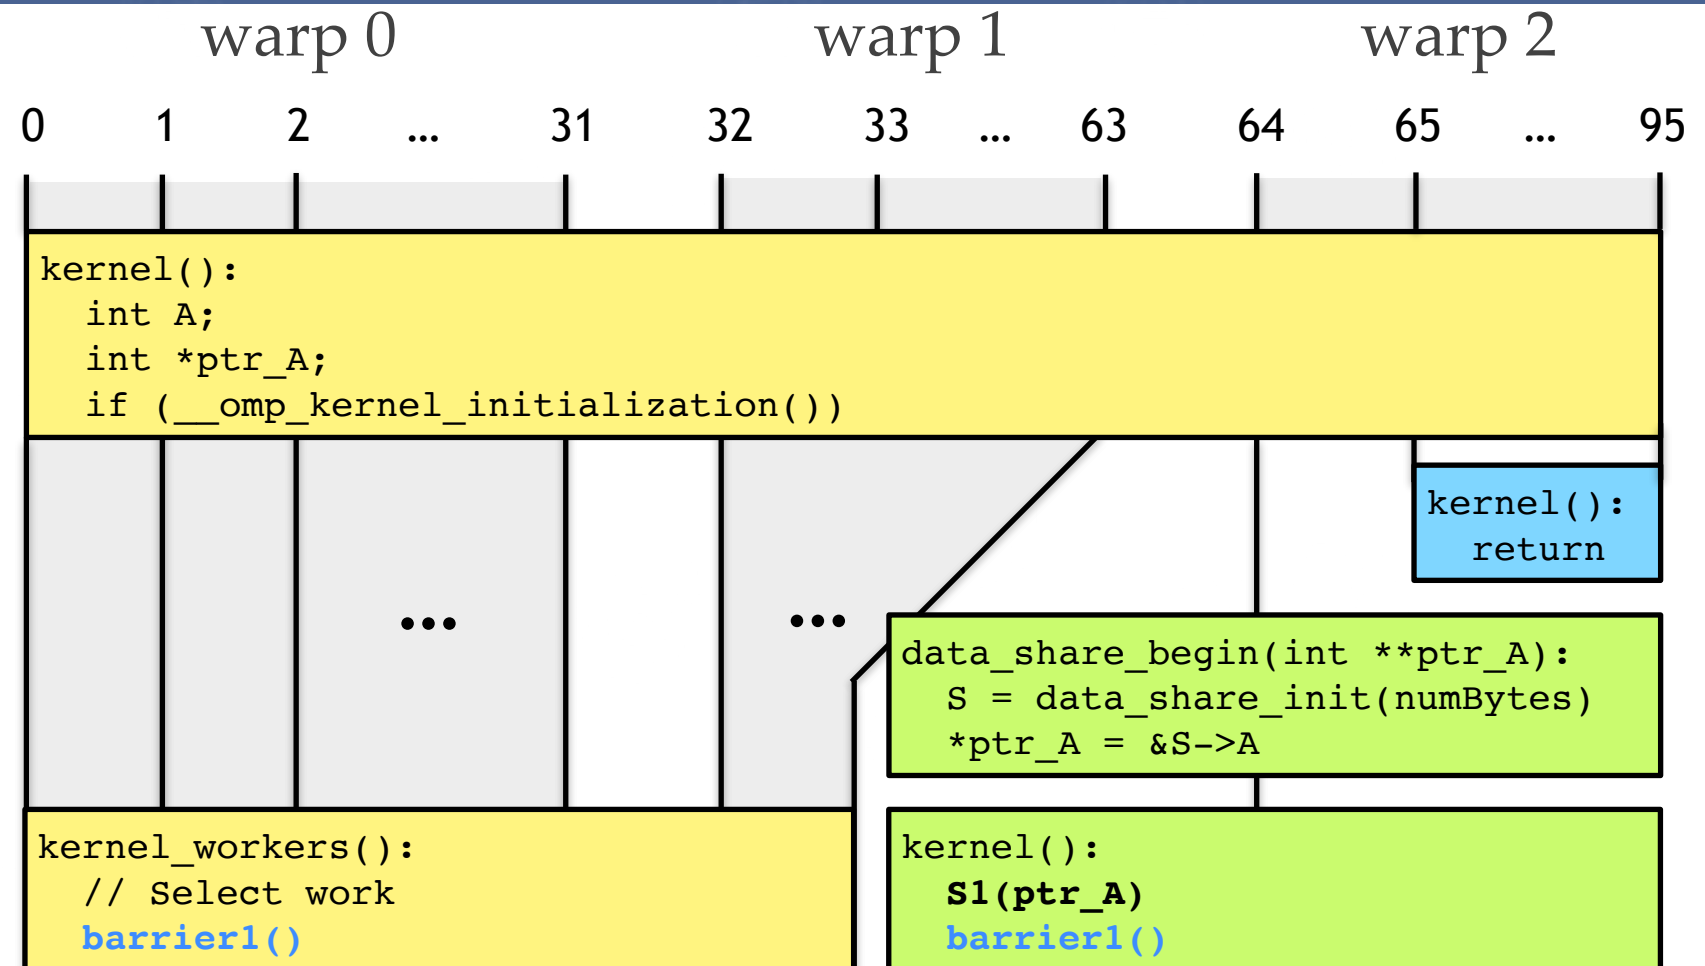 warp 0 warp 1 warp 2
0 1 2 … 31 32 33 … 63 64 65 … 95
kernel():
int A;
int *ptr_A;
if (__omp_kernel_initialization())
kernel():
return
...
...
data_share_begin(int **ptr_A):
S = data_share_init(numBytes)
*ptr_A = &S->A
kernel_workers():
// Select work
barrier1()
kernel():
S1(ptr_A)
barrier1()